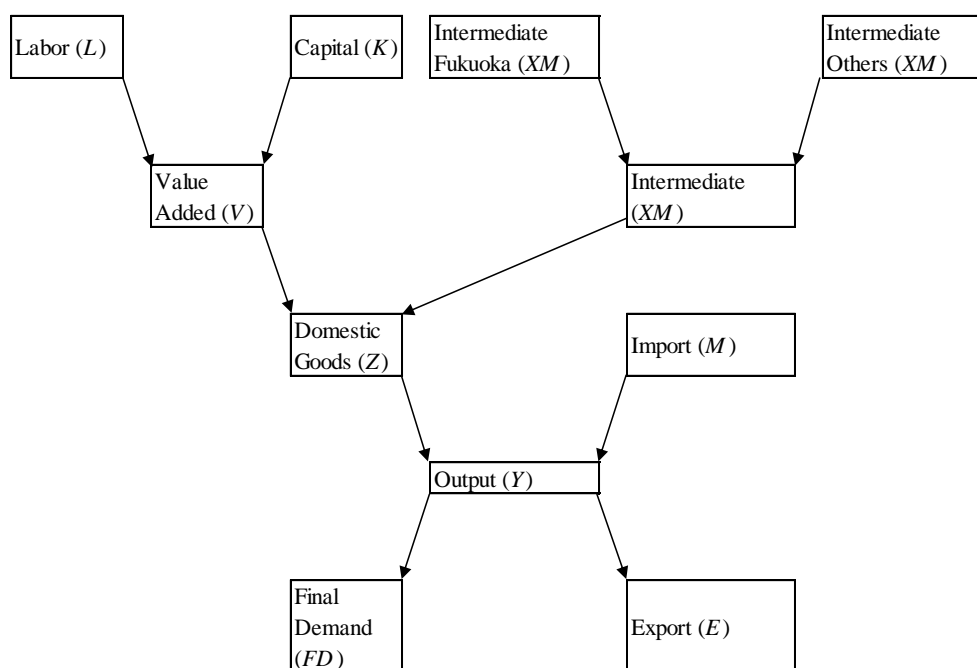 Labor (L)
Capital (K)
Intermediate
Fukuoka (XM)
Intermediate
Others (XM)
Value
Added (V)
Intermediate
(XM)
Domestic
Goods (Z)
Import (M)
Output (Y)
Final
Demand
(FD)
Export (E)